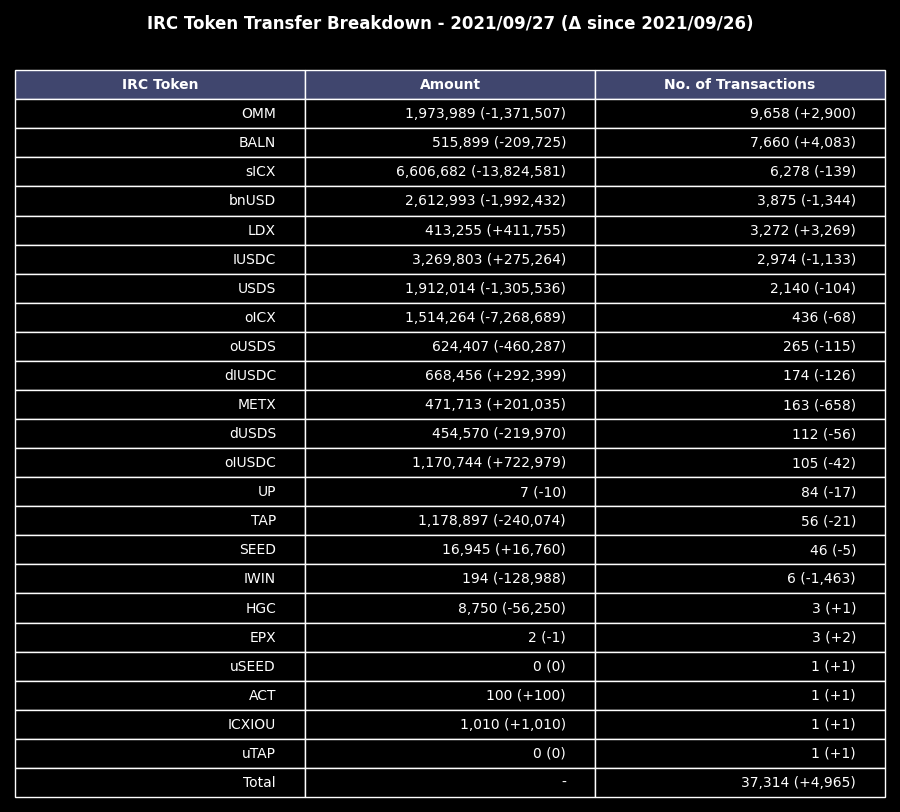 IRC Token Transfer Breakdown - 2021/09/27 (Δ since 2021/09/26)
IRC Token Amount No. of Transactions
OMM 1,973,989 (-1,371,507) 9,658 (+2,900)
BALN 515,899 (-209,725) 7,660 (+4,083)
sICX 6,606,682 (-13,824,581) 6,278 (-139)
bnUSD 2,612,993 (-1,992,432) 3,875 (-1,344)
LDX 413,255 (+411,755) 3,272 (+3,269)
IUSDC 3,269,803 (+275,264) 2,974 (-1,133)
USDS 1,912,014 (-1,305,536) 2,140 (-104)
oICX 1,514,264 (-7,268,689) 436 (-68)
oUSDS 624,407 (-460,287) 265 (-115)
dIUSDC 668,456 (+292,399) 174 (-126)
METX 471,713 (+201,035) 163 (-658)
dUSDS 454,570 (-219,970) 112 (-56)
oIUSDC 1,170,744 (+722,979) 105 (-42)
UP 7 (-10) 84 (-17)
TAP 1,178,897 (-240,074) 56 (-21)
SEED 16,945 (+16,760) 46 (-5)
IWIN 194 (-128,988) 6 (-1,463)
HGC 8,750 (-56,250) 3 (+1)
EPX 2 (-1) 3 (+2)
uSEED 0 (0) 1 (+1)
ACT 100 (+100) 1 (+1)
ICXIOU 1,010 (+1,010) 1 (+1)
uTAP 0 (0) 1 (+1)
Total - 37,314 (+4,965)